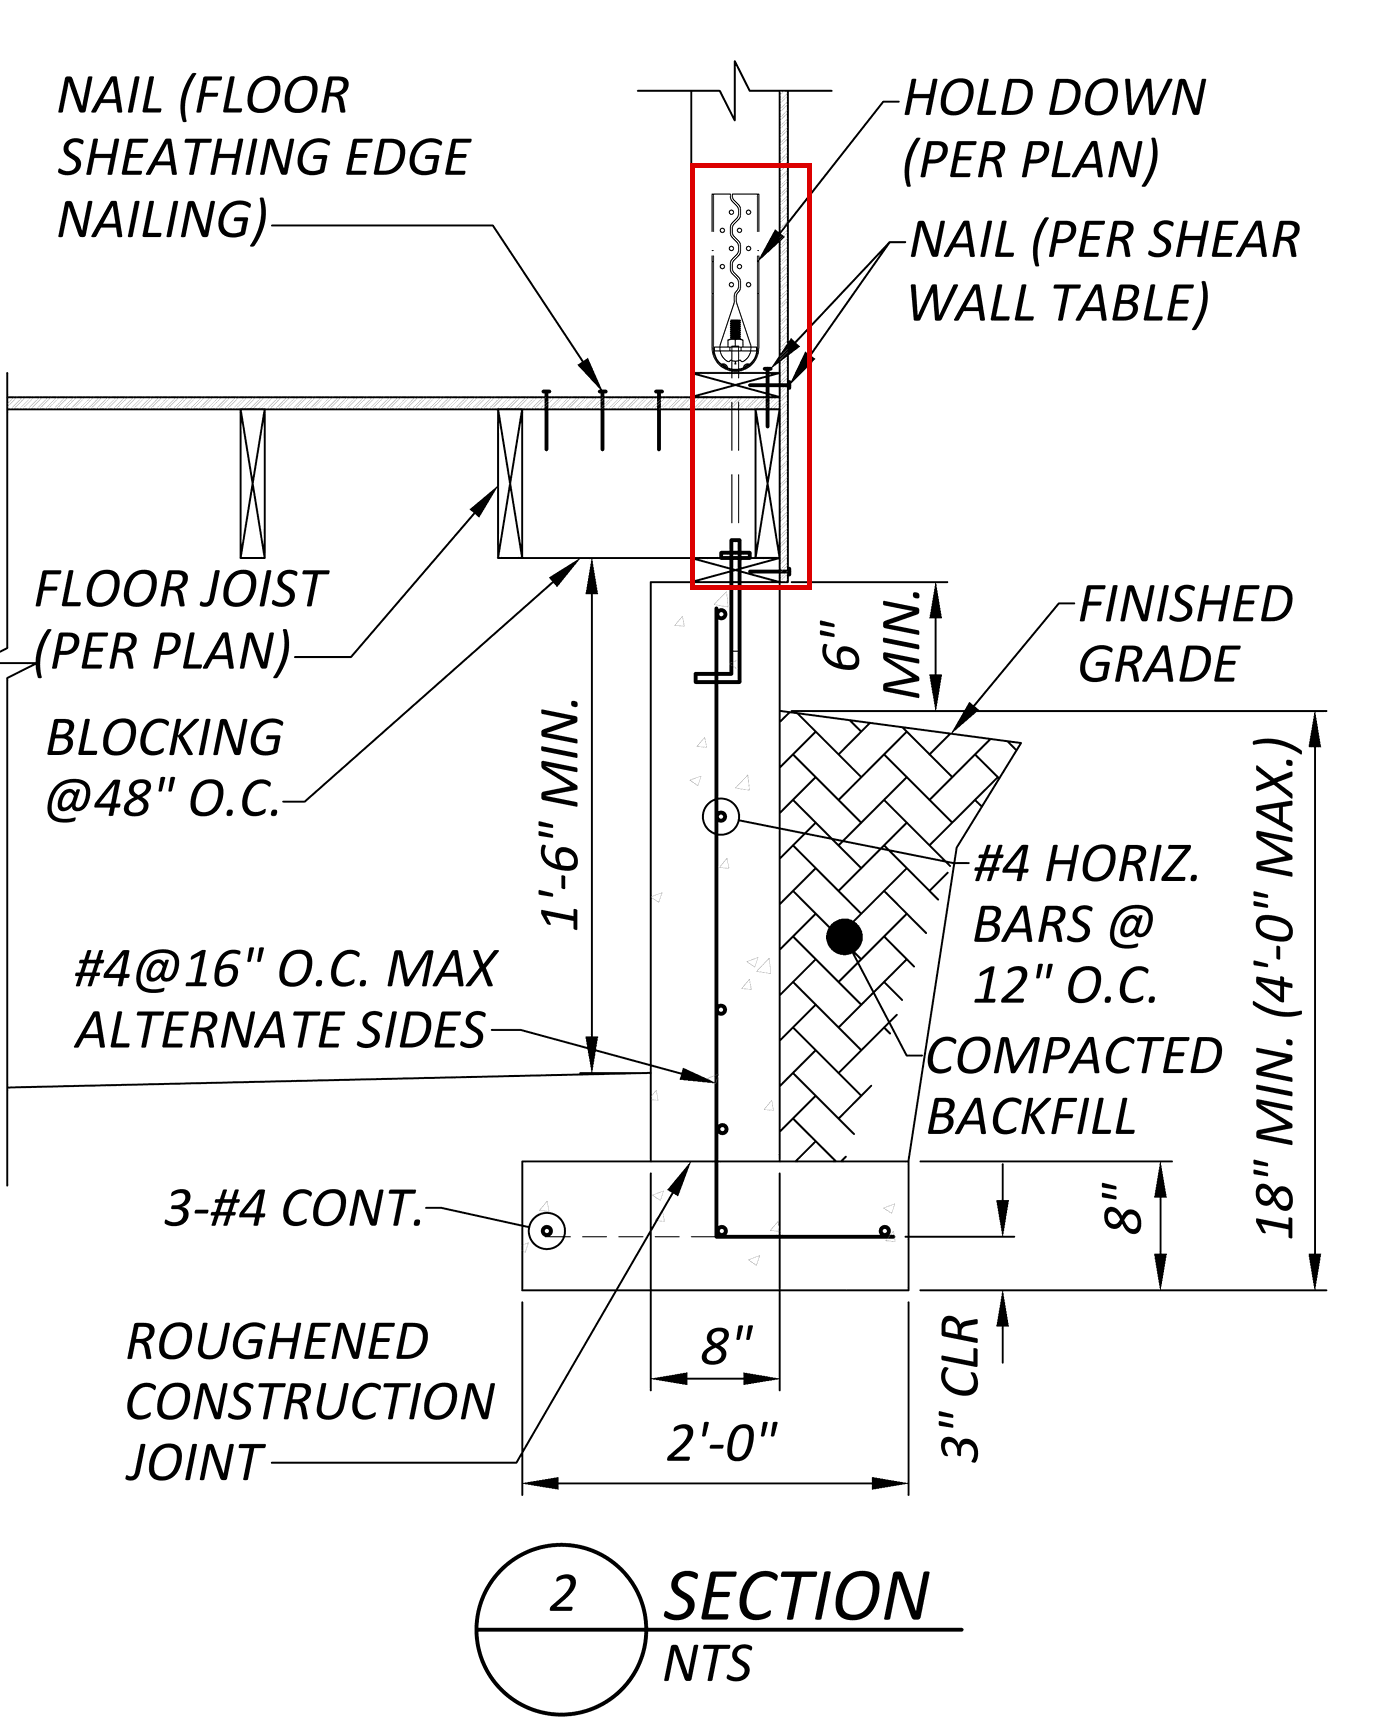 NAIL (FLOOR
SHEATHING EDGE
NAILING)
HOLD DOWN
(PER PLAN)
NAIL (PER SHEAR
WALL TABLE)
FLOOR JOIST
(PER PLAN)
BLOCKING
@48" O.C.
1'-6" MIN.
6"
MIN.
FINISHED
GRADE
18" MIN. (4'-0" MAX.)
#4 HORIZ.
BARS @
12" O.C.
#4@16" O.C. MAX
ALTERNATE SIDES
COMPACTED
BACKFILL
3-#4 CONT.
8"
3" CLR
ROUGHENED
CONSTRUCTION
JOINT
8"
2'-0"
2
SECTION
NTS